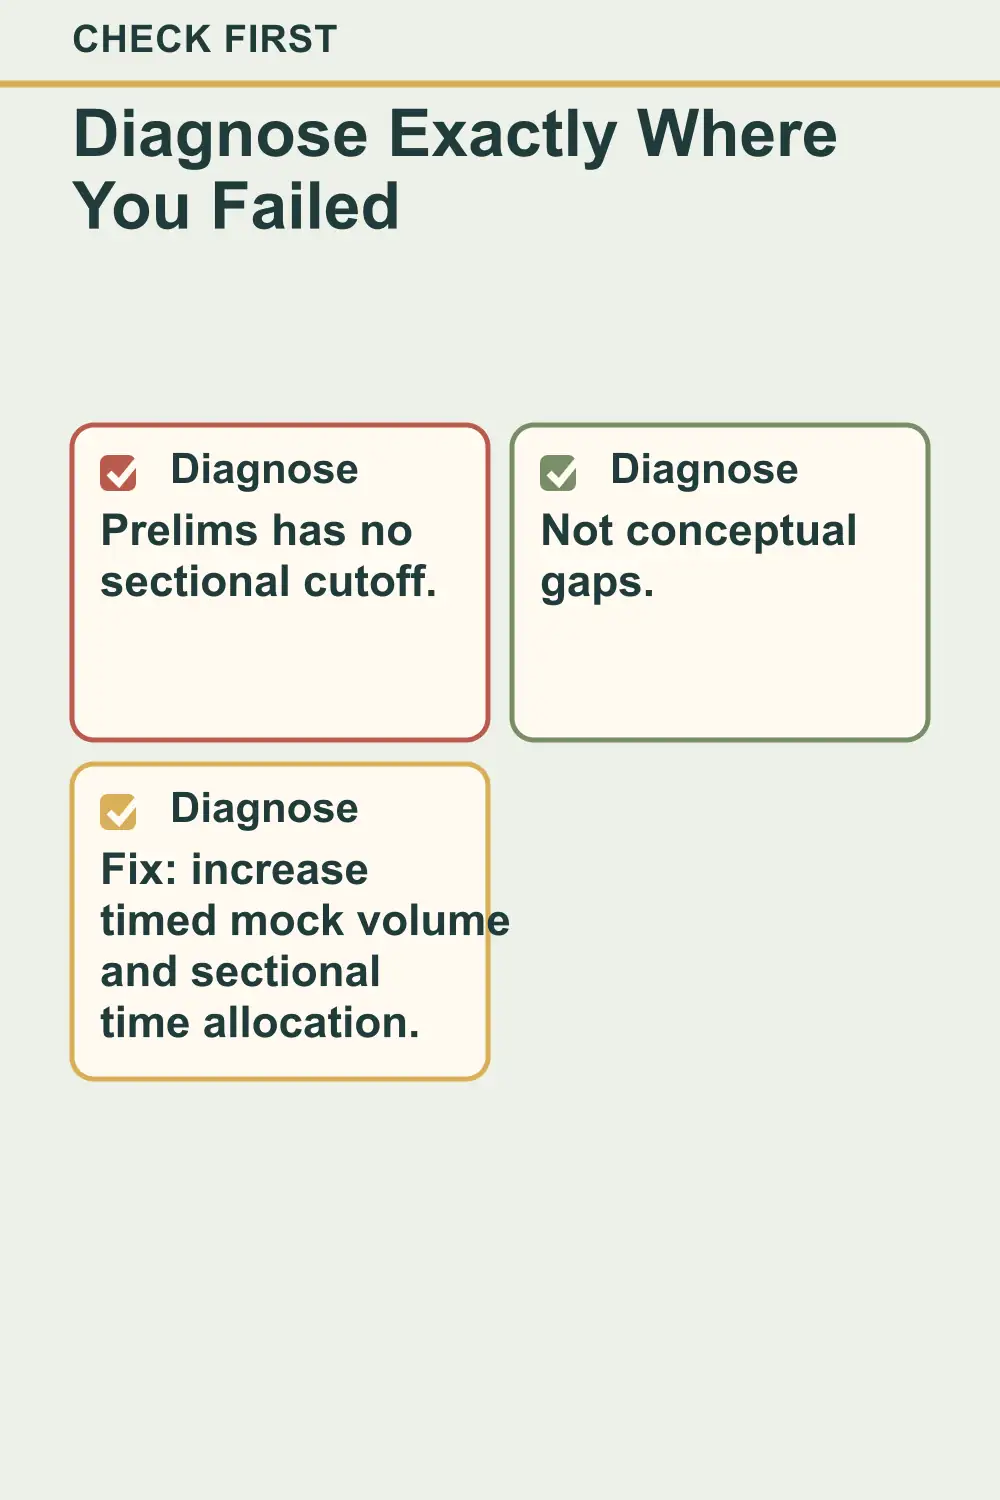 CHECK FIRST
Diagnose Exactly Where
You Failed
Diagnose
Prelims has no
sectional cutoff.
Diagnose
Not conceptual
gaps.
Diagnose
Fix: increase
timed mock volume
and sectional
time allocation.